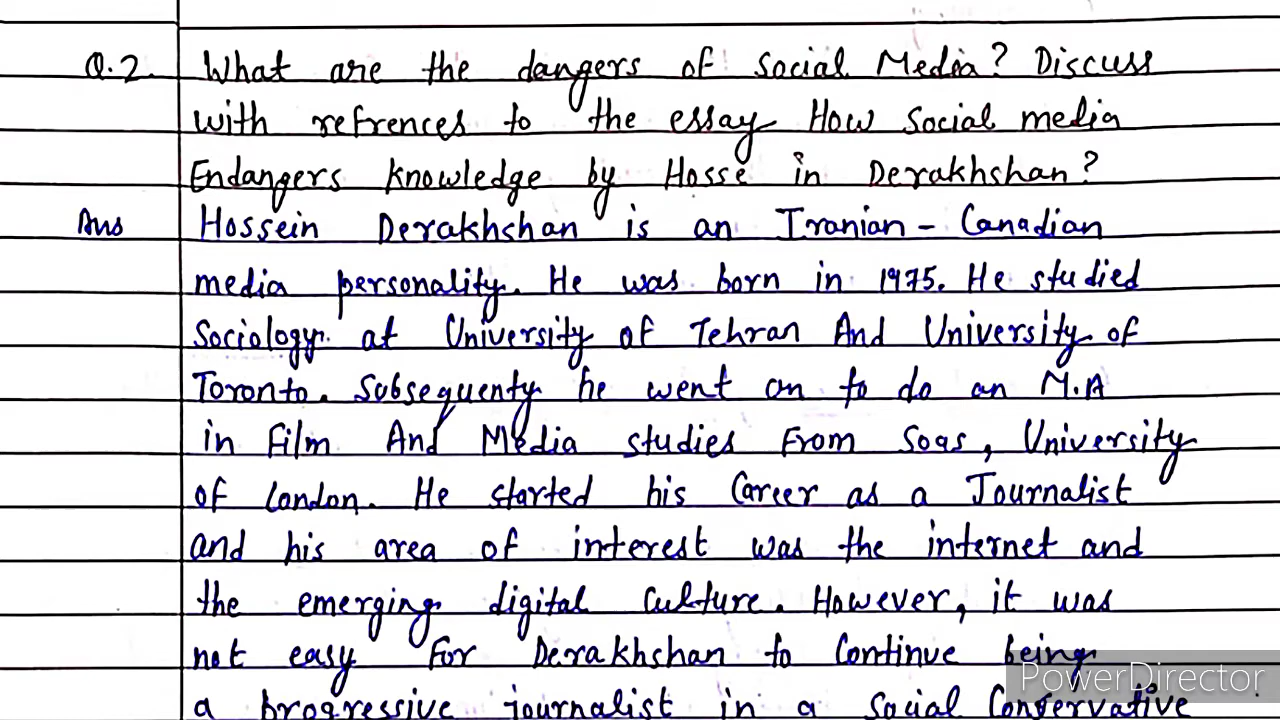 Q.2. What are the dangers of Social Media? Discuss
with refrences to the essay How Social media
Endangers knowledge by Hosse in Derakhshan?
Ans Hossein Derakhshan is an Iranian - Canadian
media personality. He was born in 1975. He studied
Sociology. at University of Tehran And University of
Toronto. Subsequenty he went on to do an M.A
in Film And Media studies From Soas, University
of London. He started his Career as a Journalist
and his area of interest was the internet and
the emerging digital Culture. However, it was
not easy For Derakhshan to Continue being
a progressive journalist in a Social Conservative
PowerDirector